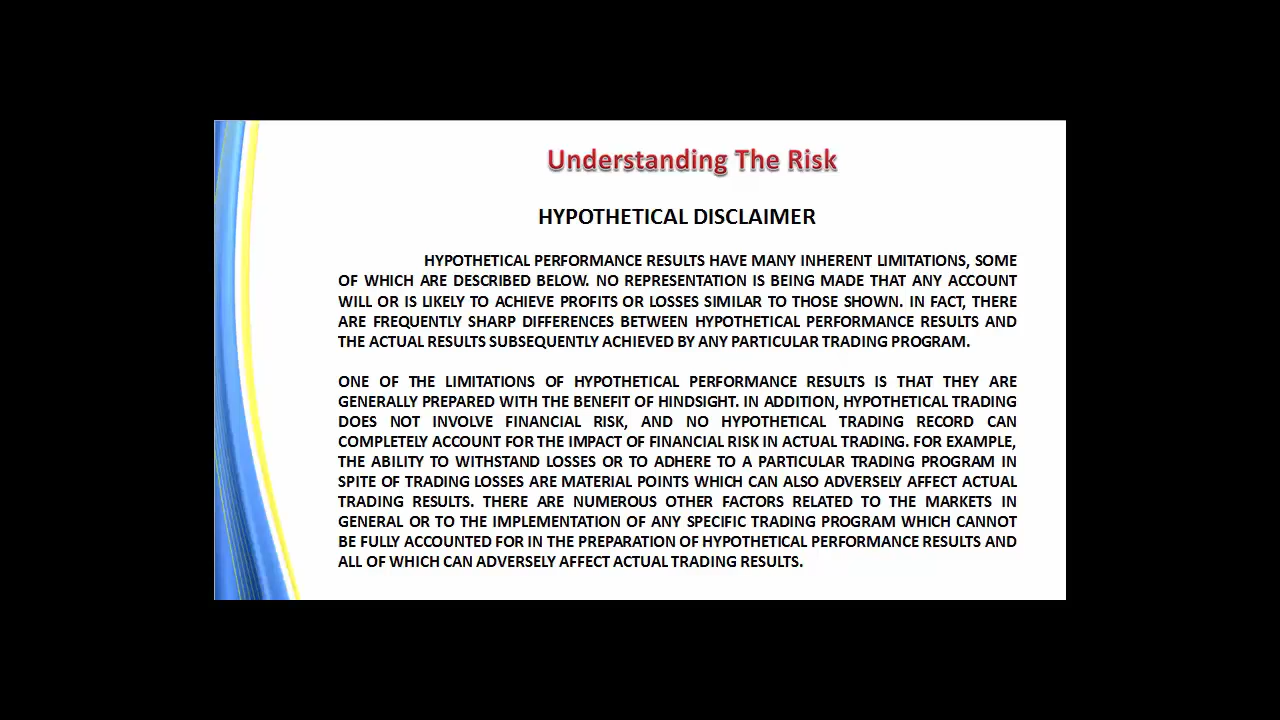 Understanding The Risk
HYPOTHETICAL DISCLAIMER
HYPOTHETICAL PERFORMANCE RESULTS HAVE MANY INHERENT LIMITATIONS, SOME
OF WHICH ARE DESCRIBED BELOW. NO REPRESENTATION IS BEING MADE THAT ANY ACCOUNT
WILL OR IS LIKELY TO ACHIEVE PROFITS OR LOSSES SIMILAR TO THOSE SHOWN. IN FACT, THERE
ARE FREQUENTLY SHARP DIFFERENCES BETWEEN HYPOTHETICAL PERFORMANCE RESULTS AND
THE ACTUAL RESULTS SUBSEQUENTLY ACHIEVED BY ANY PARTICULAR TRADING PROGRAM.
ONE OF THE LIMITATIONS OF HYPOTHETICAL PERFORMANCE RESULTS IS THAT THEY ARE
GENERALLY PREPARED WITH THE BENEFIT OF HINDSIGHT. IN ADDITION, HYPOTHETICAL TRADING
DOES NOT INVOLVE FINANCIAL RISK, AND NO HYPOTHETICAL TRADING RECORD CAN
COMPLETELY ACCOUNT FOR THE IMPACT OF FINANCIAL RISK IN ACTUAL TRADING. FOR EXAMPLE,
THE ABILITY TO WITHSTAND LOSSES OR TO ADHERE TO A PARTICULAR TRADING PROGRAM IN
SPITE OF TRADING LOSSES ARE MATERIAL POINTS WHICH CAN ALSO ADVERSELY AFFECT ACTUAL
TRADING RESULTS. THERE ARE NUMEROUS OTHER FACTORS RELATED TO THE MARKETS IN
GENERAL OR TO THE IMPLEMENTATION OF ANY SPECIFIC TRADING PROGRAM WHICH CANNOT
BE FULLY ACCOUNTED FOR IN THE PREPARATION OF HYPOTHETICAL PERFORMANCE RESULTS AND
ALL OF WHICH CAN ADVERSELY AFFECT ACTUAL TRADING RESULTS.